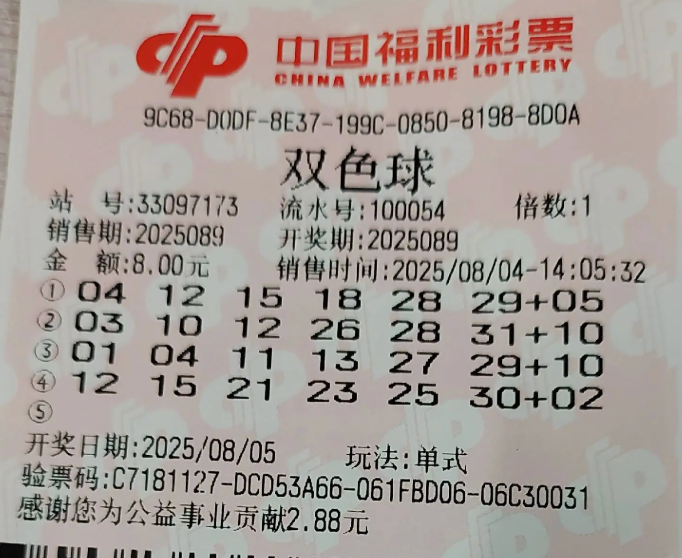 中国福利彩票
CHINA WELFARE LOTTERY
9C68-D0DF-8E37-199C-0850-8198-8D0A
双色球
站 号:33097173 流水号:100054 倍数:1
销售期:2025089 开奖期:2025089
金 额:8.00元 销售时间:2025/08/04-14:05:32
① 04 12 15 18 28 29+05
② 03 10 12 26 28 31+10
③ 01 04 11 13 27 29+10
④ 12 15 21 23 25 30+02
⑤
开奖日期:2025/08/05 玩法:单式
验票码:C7181127-DCD53A66-061FBD06-06C30031
感谢您为公益事业贡献2.88元